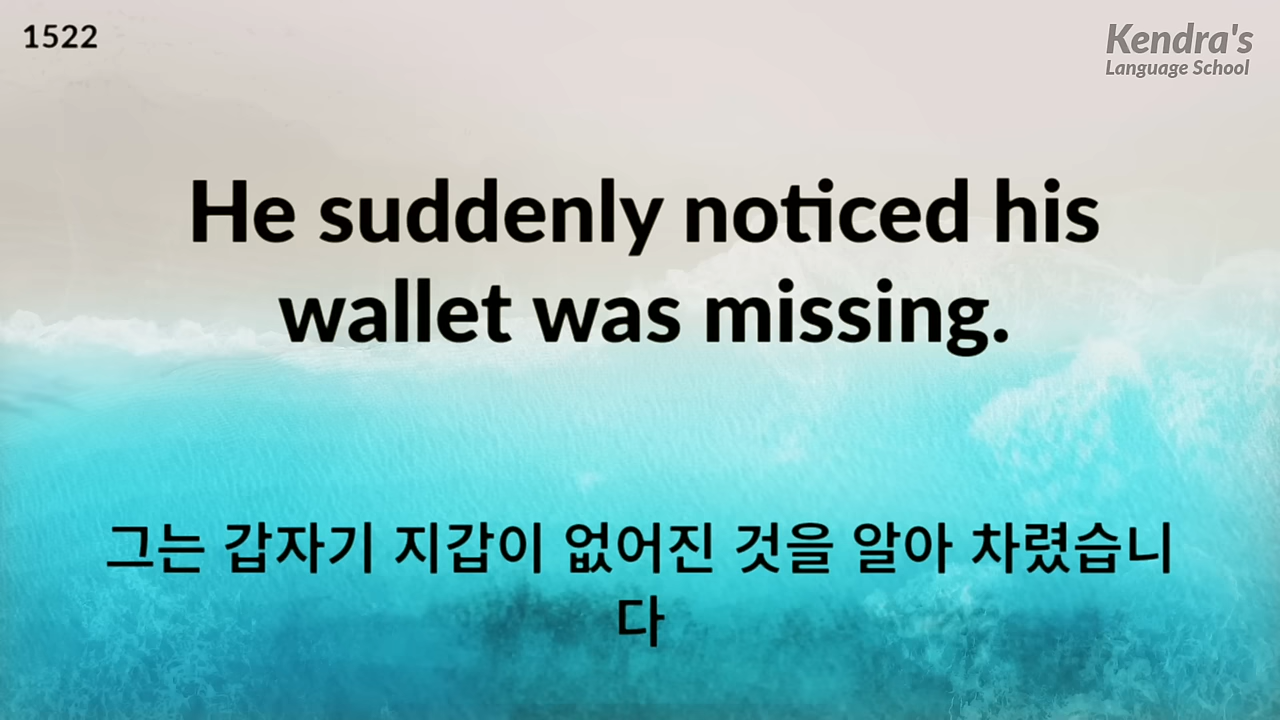 1522
Kendra's
Language School
He suddenly noticed his
wallet was missing.
그는 갑자기 지갑이 없어진 것을 알아 차렸습니
다